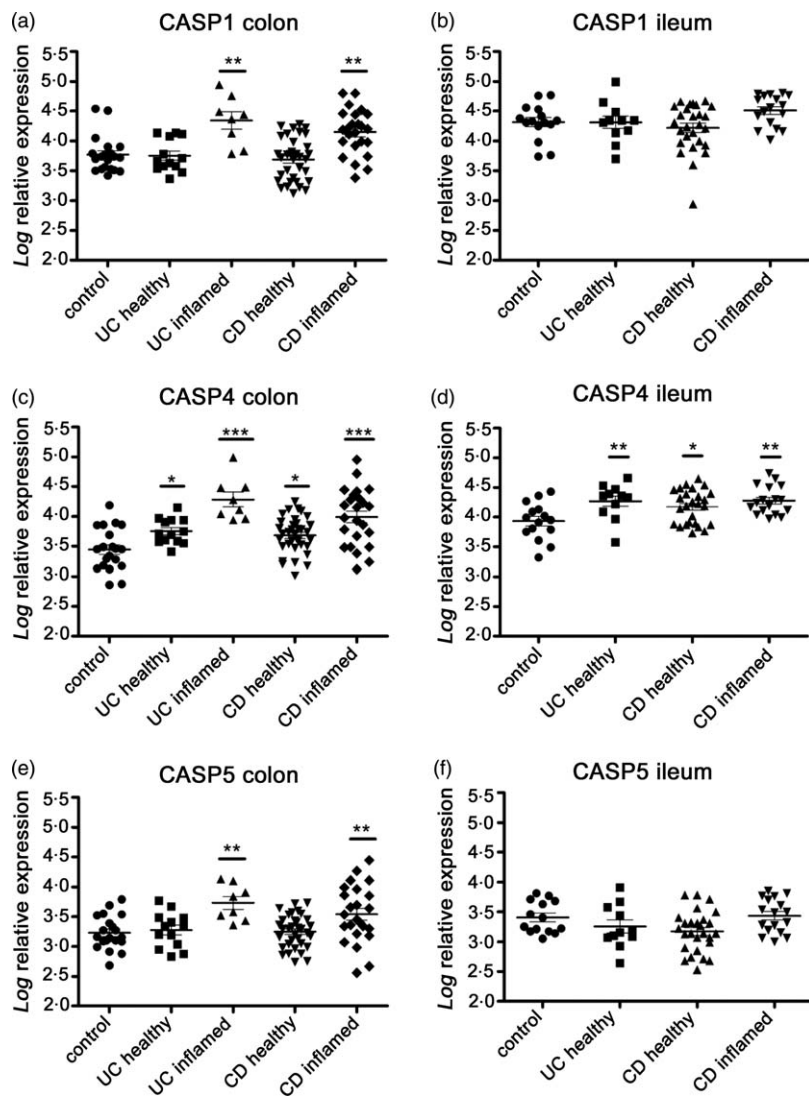 (a)
CASP1 colon
Log relative expression
5·5
5·0
4·5
4·0
3·5
3·0
2·5
2·0
**
**
control
UC healthy
UC inflamed
CD healthy
CD inflamed
(b)
CASP1 ileum
Log relative expression
5·5
5·0
4·5
4·0
3·5
3·0
2·5
2·0
control
UC healthy
CD healthy
CD inflamed
(c)
CASP4 colon
Log relative expression
5·5
5·0
4·5
4·0
3·5
3·0
2·5
2·0
*
***
*
***
control
UC healthy
UC inflamed
CD healthy
CD inflamed
(d)
CASP4 ileum
Log relative expression
5·5
5·0
4·5
4·0
3·5
3·0
2·5
2·0
**
*
**
control
UC healthy
CD healthy
CD inflamed
(e)
CASP5 colon
Log relative expression
5·5
5·0
4·5
4·0
3·5
3·0
2·5
2·0
**
**
control
UC healthy
UC inflamed
CD healthy
CD inflamed
(f)
CASP5 ileum
Log relative expression
5·5
5·0
4·5
4·0
3·5
3·0
2·5
2·0
control
UC healthy
CD healthy
CD inflamed